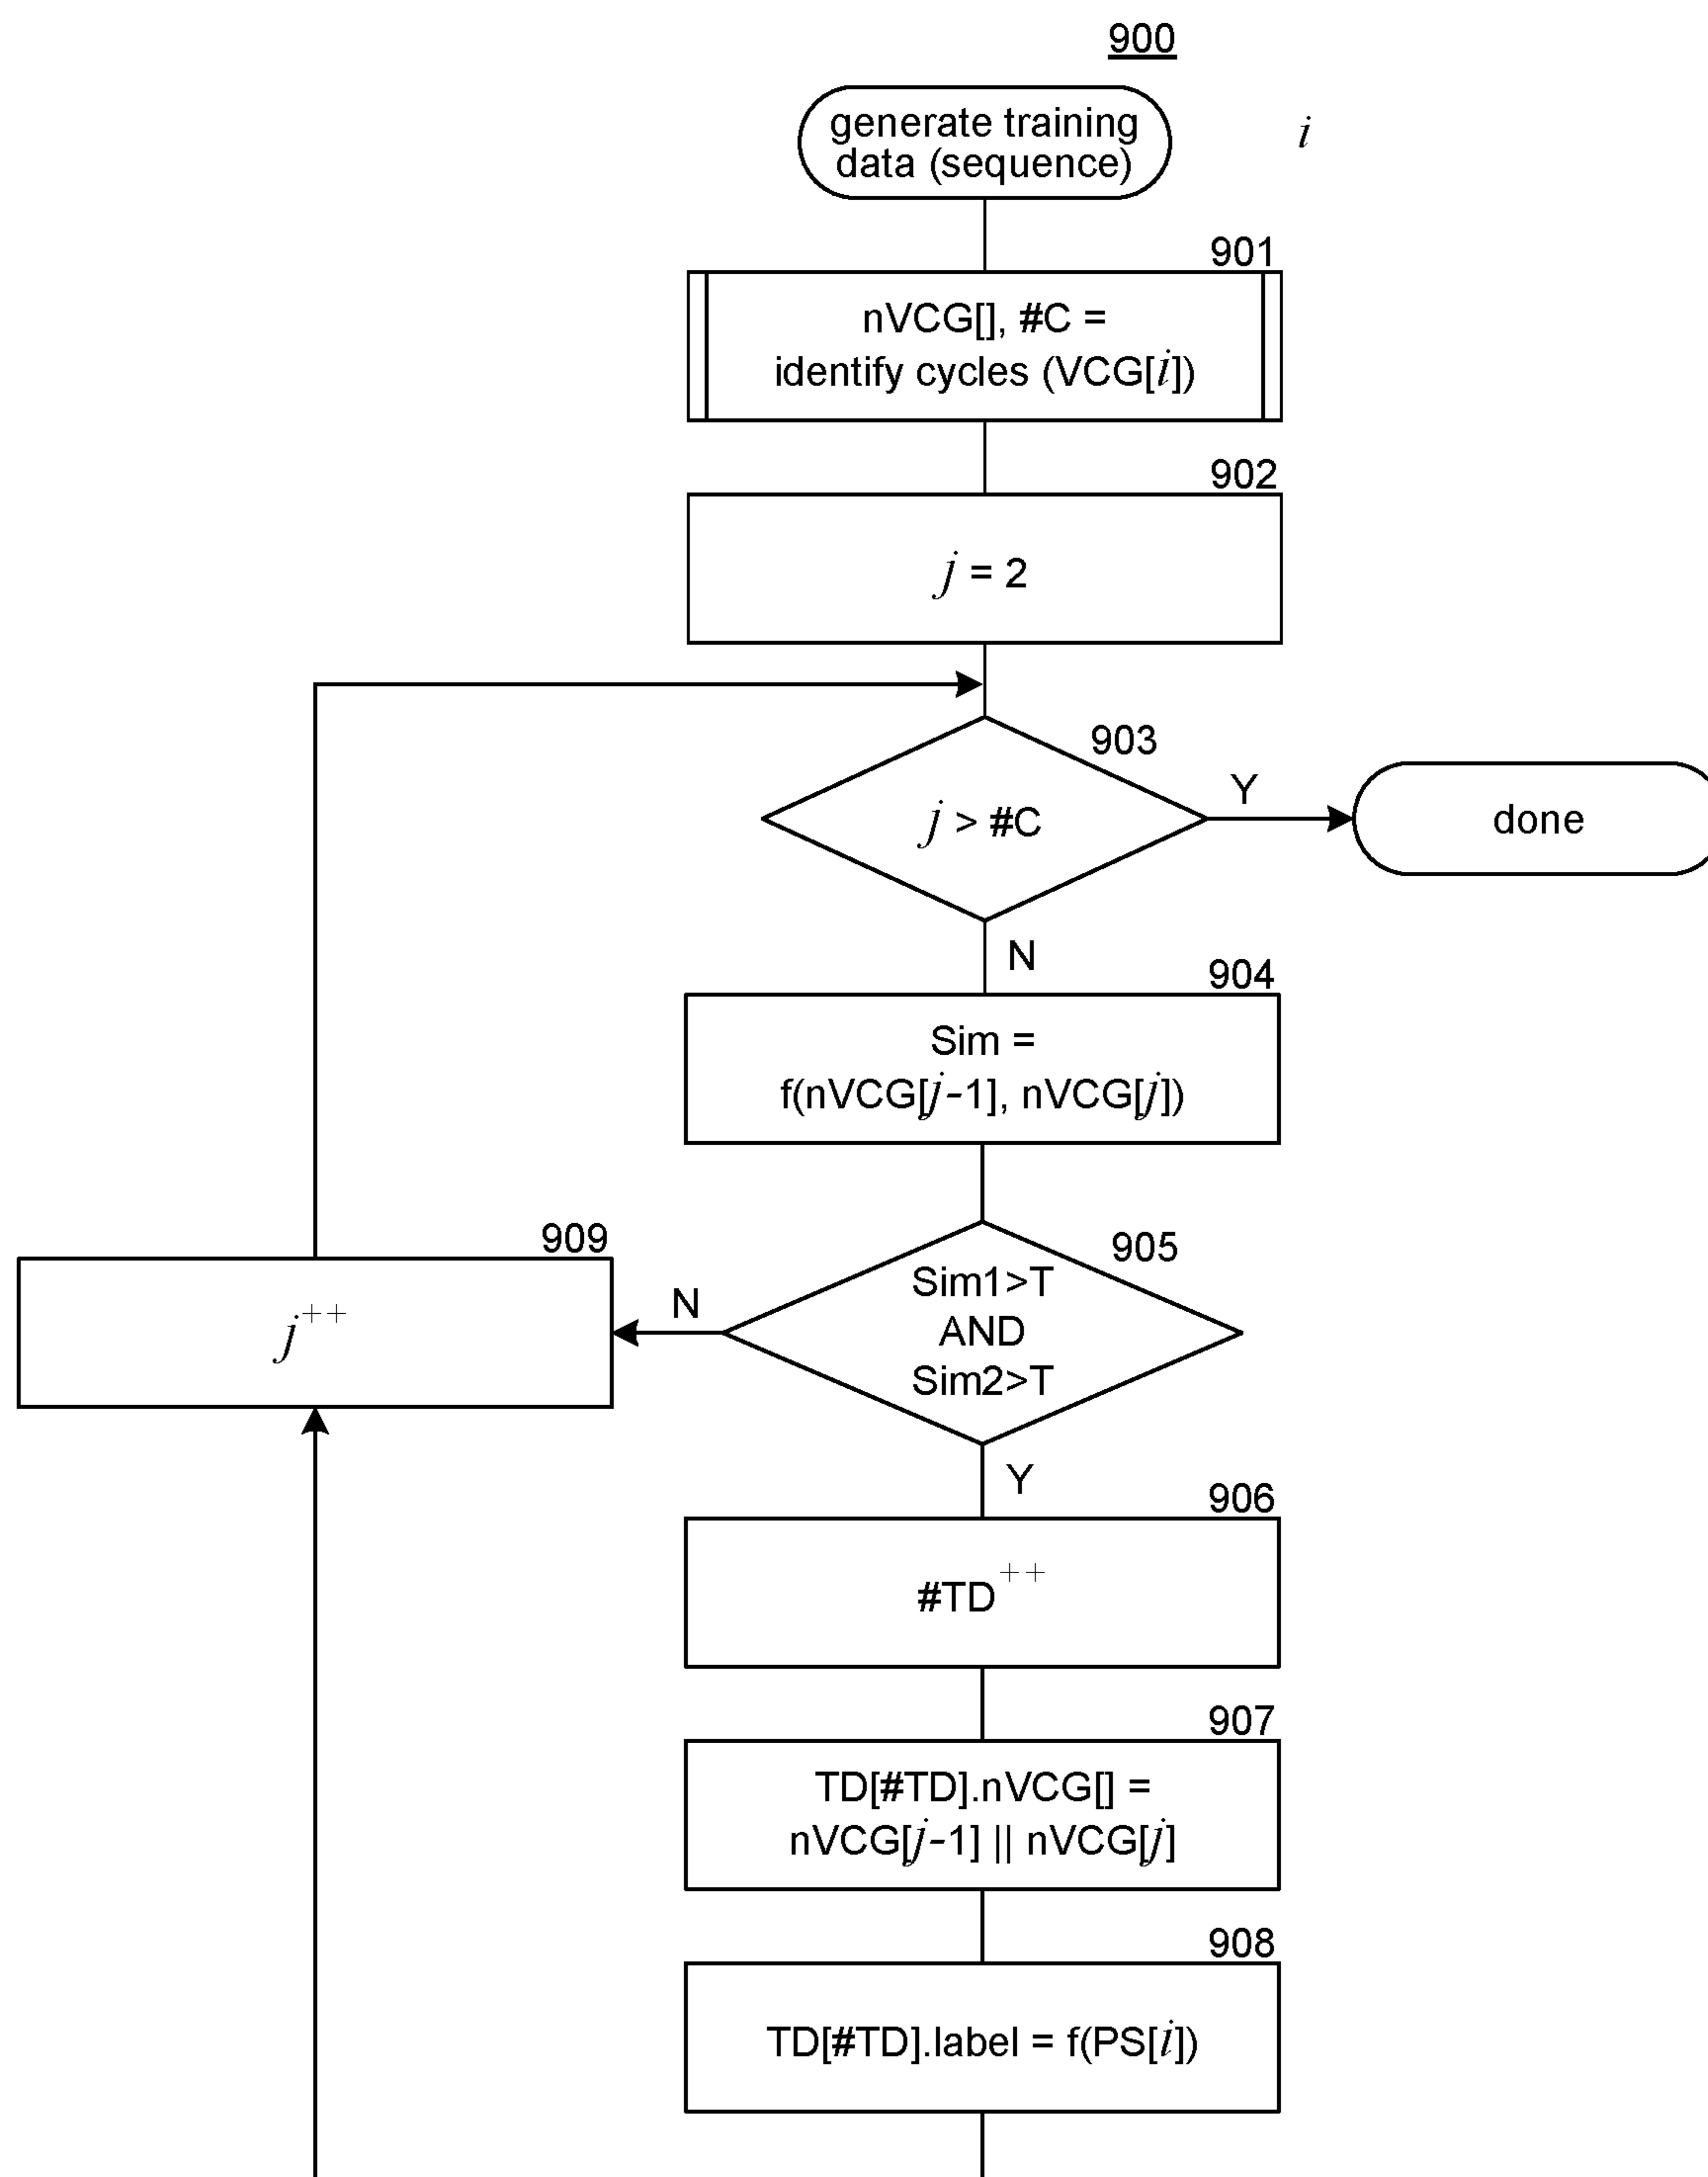 900
generate training
data (sequence)
i
901
nVCG[], #C =
identify cycles (VCG[i])
902
j = 2
903
j > #C
Y
done
N
904
Sim =
f(nVCG[j-1], nVCG[j])
905
Sim1>T
AND
Sim2>T
N
909
j++
Y
906
#TD++
907
TD[#TD].nVCG[] =
nVCG[j-1] || nVCG[j]
908
TD[#TD].label = f(PS[i])